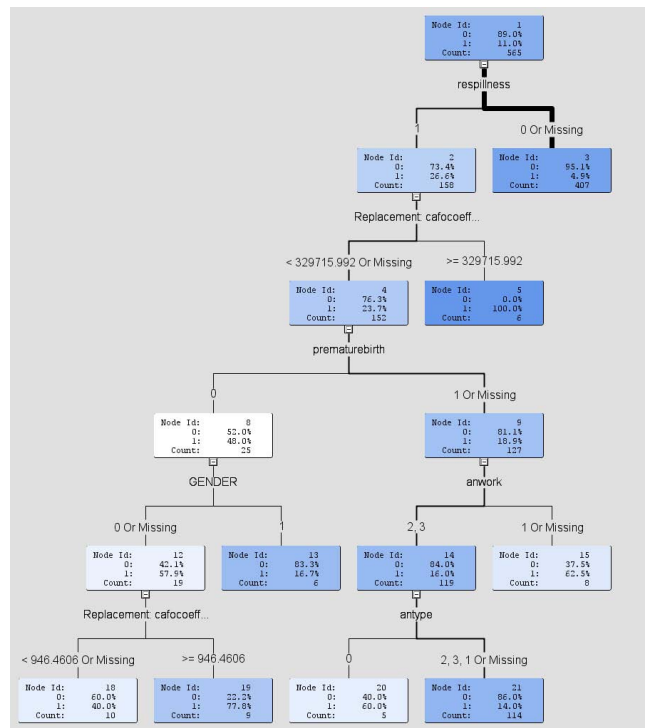 Node Id: 1
0: 89.0%
1: 11.0%
Count: 565
respillness
1
0 Or Missing
Node Id: 2
0: 73.4%
1: 26.6%
Count: 158
Node Id: 3
0: 95.1%
1: 4.9%
Count: 407
Replacement: cafocoeff...
< 329715.992 Or Missing
>= 329715.992
Node Id: 4
0: 76.3%
1: 23.7%
Count: 152
Node Id: 5
0: 0.0%
1: 100.0%
Count: 6
prematurebirth
0
1 Or Missing
Node Id: 8
0: 52.0%
1: 48.0%
Count: 25
Node Id: 9
0: 81.1%
1: 18.9%
Count: 127
GENDER
anwork
0 Or Missing
1
2, 3
1 Or Missing
Node Id: 12
0: 42.1%
1: 57.9%
Count: 19
Node Id: 13
0: 83.3%
1: 16.7%
Count: 6
Node Id: 14
0: 84.0%
1: 16.0%
Count: 119
Node Id: 15
0: 37.5%
1: 62.5%
Count: 8
Replacement: cafocoeff...
antype
< 946.4606 Or Missing
>= 946.4606
0
2, 3, 1 Or Missing
Node Id: 18
0: 60.0%
1: 40.0%
Count: 10
Node Id: 19
0: 22.2%
1: 77.8%
Count: 9
Node Id: 20
0: 40.0%
1: 60.0%
Count: 5
Node Id: 21
0: 86.0%
1: 14.0%
Count: 114